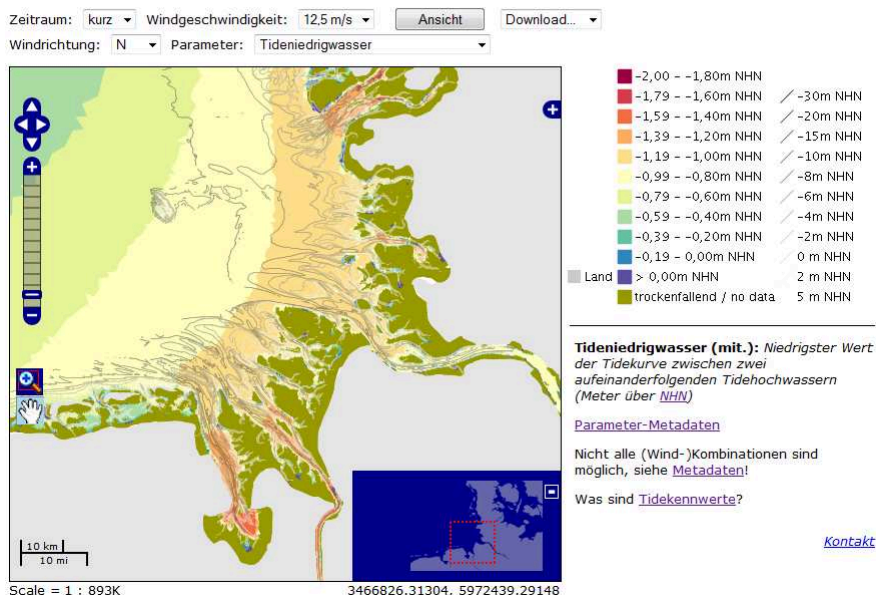 Zeitraum: kurz Windgeschwindigkeit: 12,5 m/s Ansicht Download...
Windrichtung: N Parameter: Tideniedrigwasser
-2,00 - -1,80m NHN
-1,79 - -1,60m NHN -30m NHN
-1,59 - -1,40m NHN -20m NHN
-1,39 - -1,20m NHN -15m NHN
-1,19 - -1,00m NHN -10m NHN
-0,99 - -0,80m NHN -8m NHN
-0,79 - -0,60m NHN -6m NHN
-0,59 - -0,40m NHN -4m NHN
-0,39 - -0,20m NHN -2m NHN
-0,19 - 0,00m NHN 0 m NHN
Land > 0,00m NHN 2 m NHN
trockenfallend / no data 5 m NHN
Tideniedrigwasser (mit.): Niedrigster Wert
der Tidekurve zwischen zwei
aufeinanderfolgenden Tidehochwassern
(Meter über NHN)
Parameter-Metadaten
Nicht alle (Wind-)Kombinationen sind
möglich, siehe Metadaten!
Was sind Tidekennwerte?
Kontakt
10 km
10 mi
Scale = 1 : 893K 3466826.31304, 5972439.29148